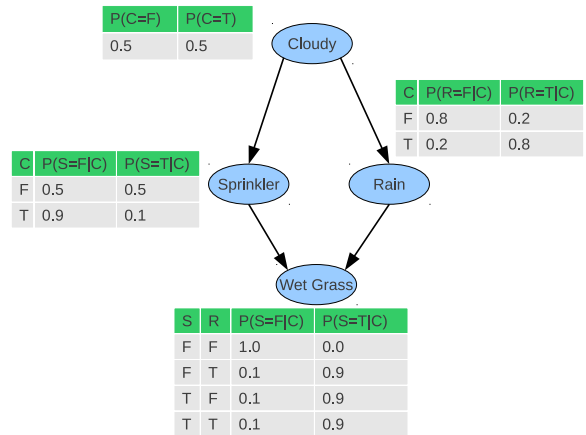 P(C=F) P(C=T)
0.5 0.5
Cloudy
C P(R=F|C) P(R=T|C)
F 0.8 0.2
T 0.2 0.8
C P(S=F|C) P(S=T|C)
F 0.5 0.5
T 0.9 0.1
Sprinkler
Rain
Wet Grass
S R P(S=F|C) P(S=T|C)
F F 1.0 0.0
F T 0.1 0.9
T F 0.1 0.9
T T 0.1 0.9